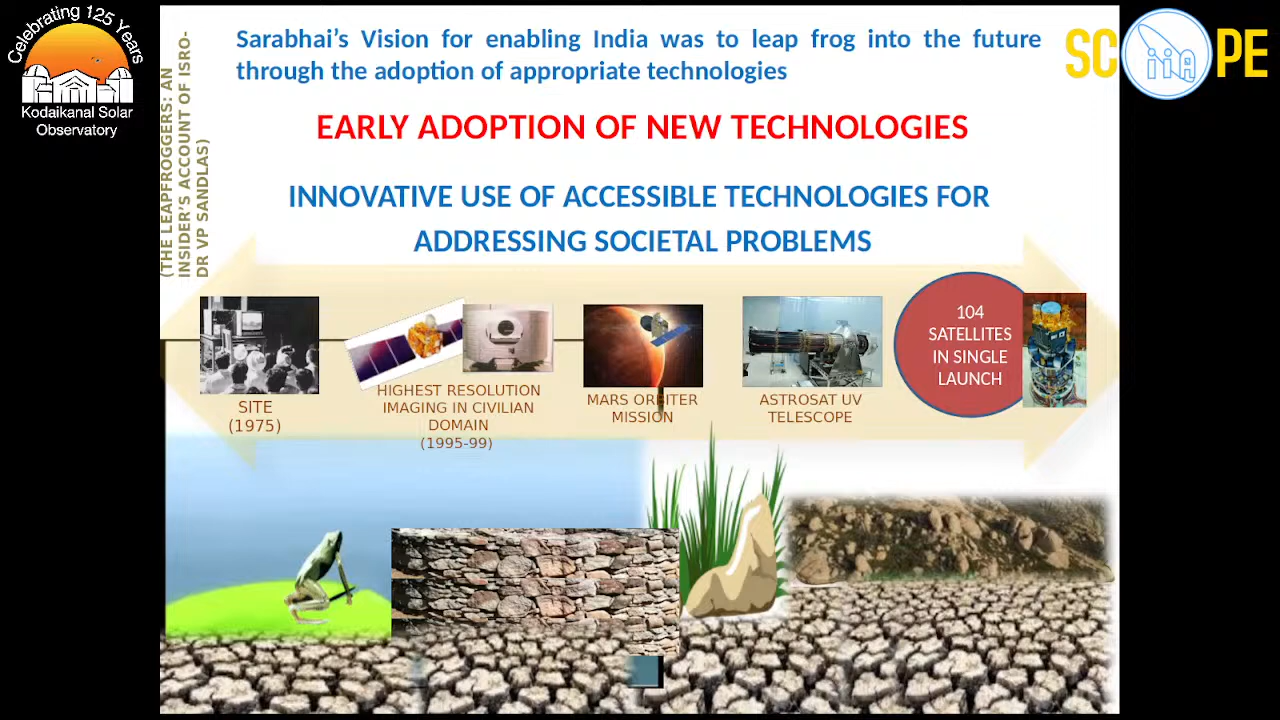 Celebrating 125 Years
Kodaikanal Solar
Observatory
SC IIA PE
(THE LEAPFROGGERS: AN
INSIDER'S ACCOUNT OF ISRO-
DR VP SANDLAS)
Sarabhai's Vision for enabling India was to leap frog into the future
through the adoption of appropriate technologies
EARLY ADOPTION OF NEW TECHNOLOGIES
INNOVATIVE USE OF ACCESSIBLE TECHNOLOGIES FOR
ADDRESSING SOCIETAL PROBLEMS
SITE
(1975)
HIGHEST RESOLUTION
IMAGING IN CIVILIAN
DOMAIN
(1995-99)
MARS ORBITER
MISSION
ASTROSAT UV
TELESCOPE
104
SATELLITES
IN SINGLE
LAUNCH